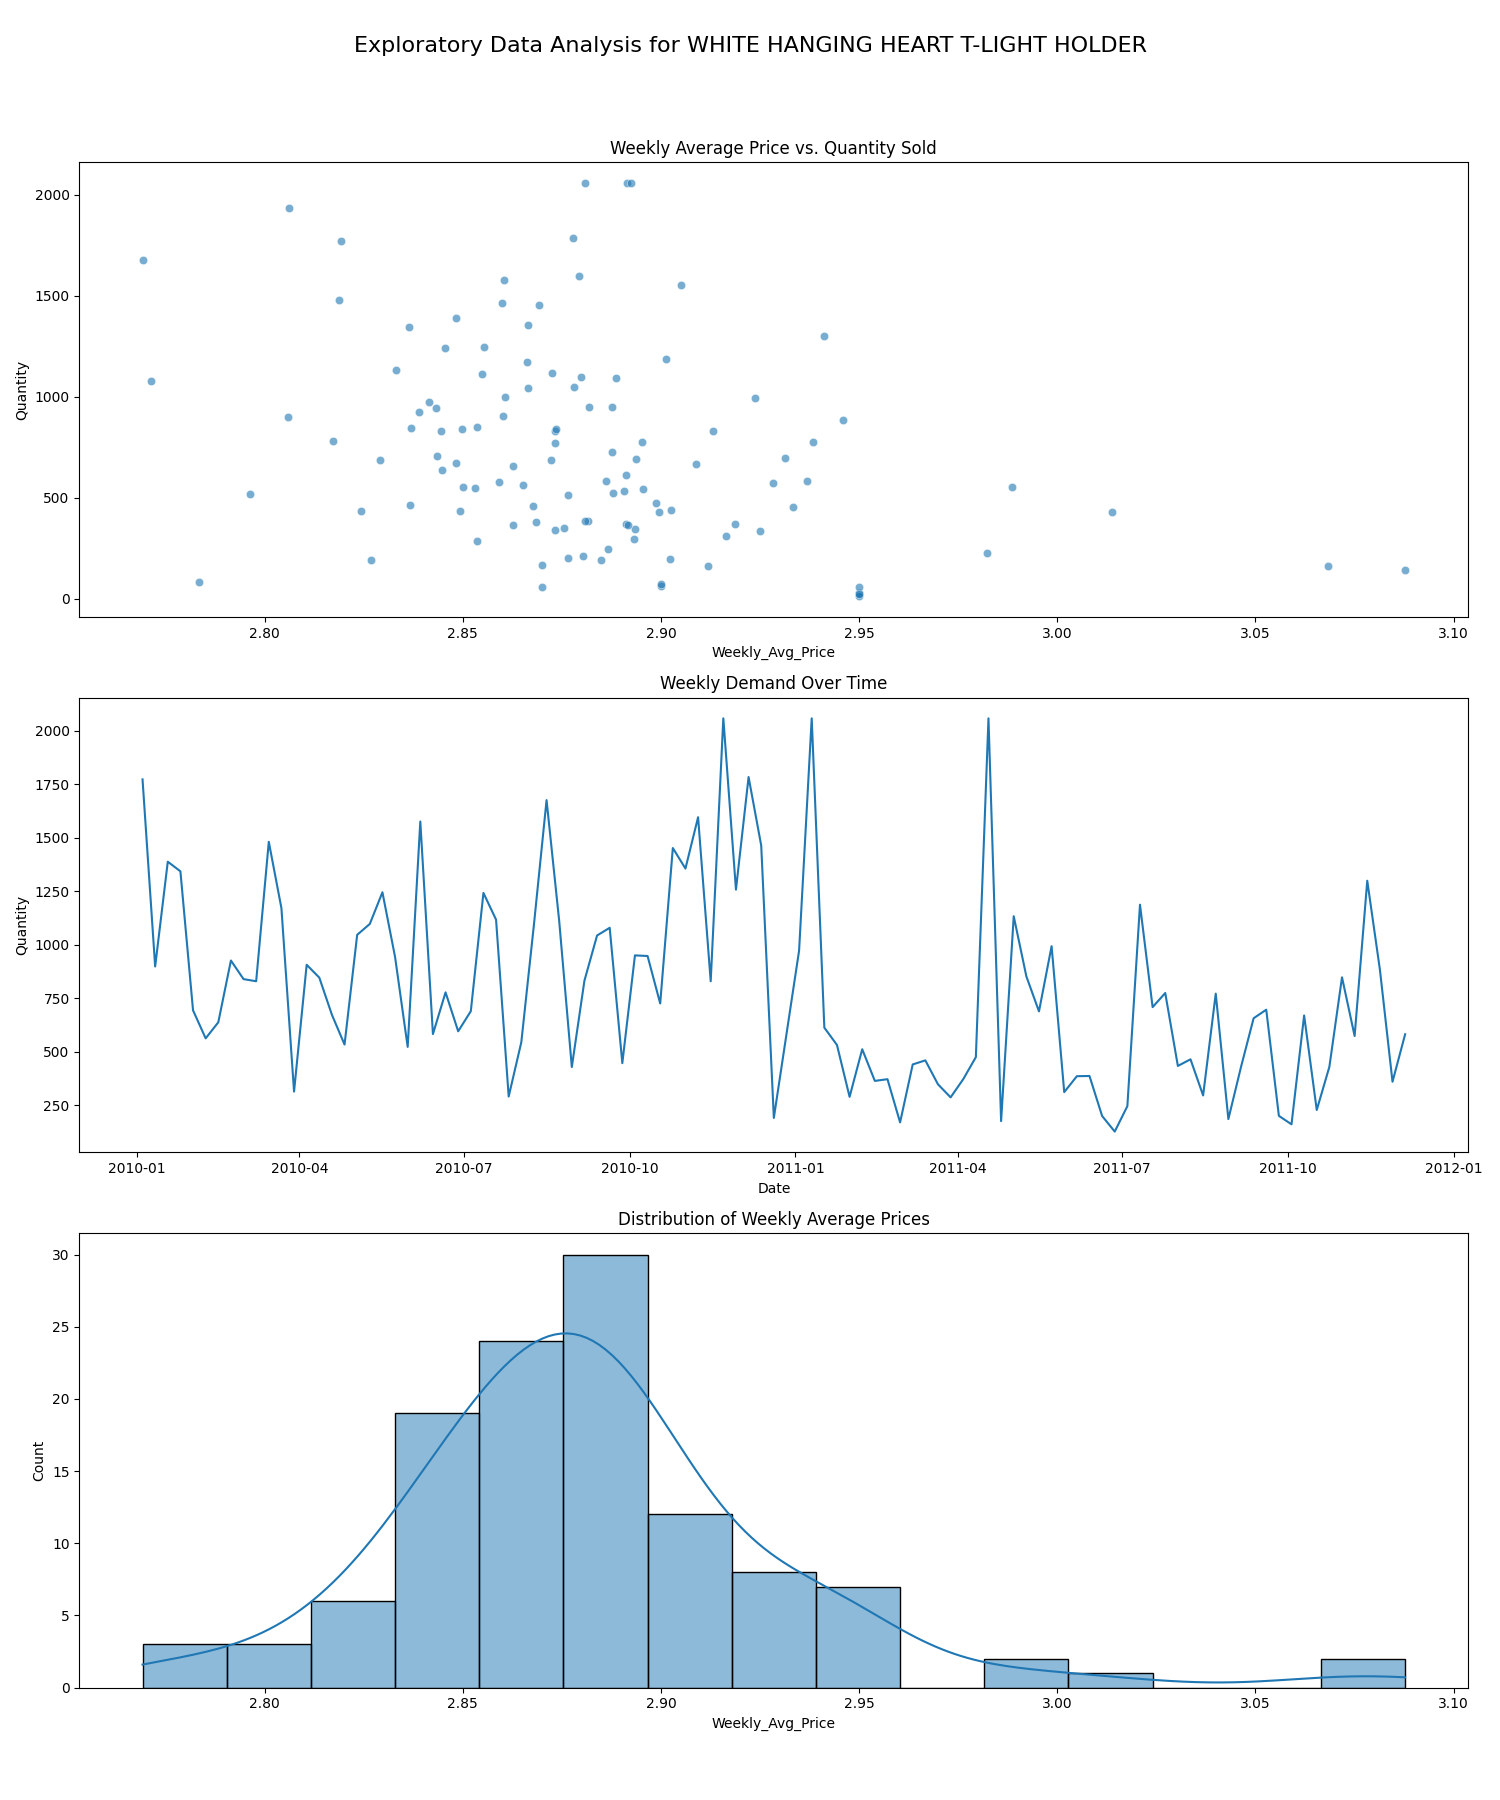 Exploratory Data Analysis for WHITE HANGING HEART T-LIGHT HOLDER
Weekly Average Price vs. Quantity Sold
2000
1500
1000
500
0
Quantity
2.80 2.85 2.90 2.95 3.00 3.05 3.10
Weekly_Avg_Price
Weekly Demand Over Time
2000
1750
1500
1250
1000
750
500
250
Quantity
2010-01 2010-04 2010-07 2010-10 2011-01 2011-04 2011-07 2011-10 2012-01
Date
Distribution of Weekly Average Prices
30
25
20
15
10
5
0
Count
2.80 2.85 2.90 2.95 3.00 3.05 3.10
Weekly_Avg_Price